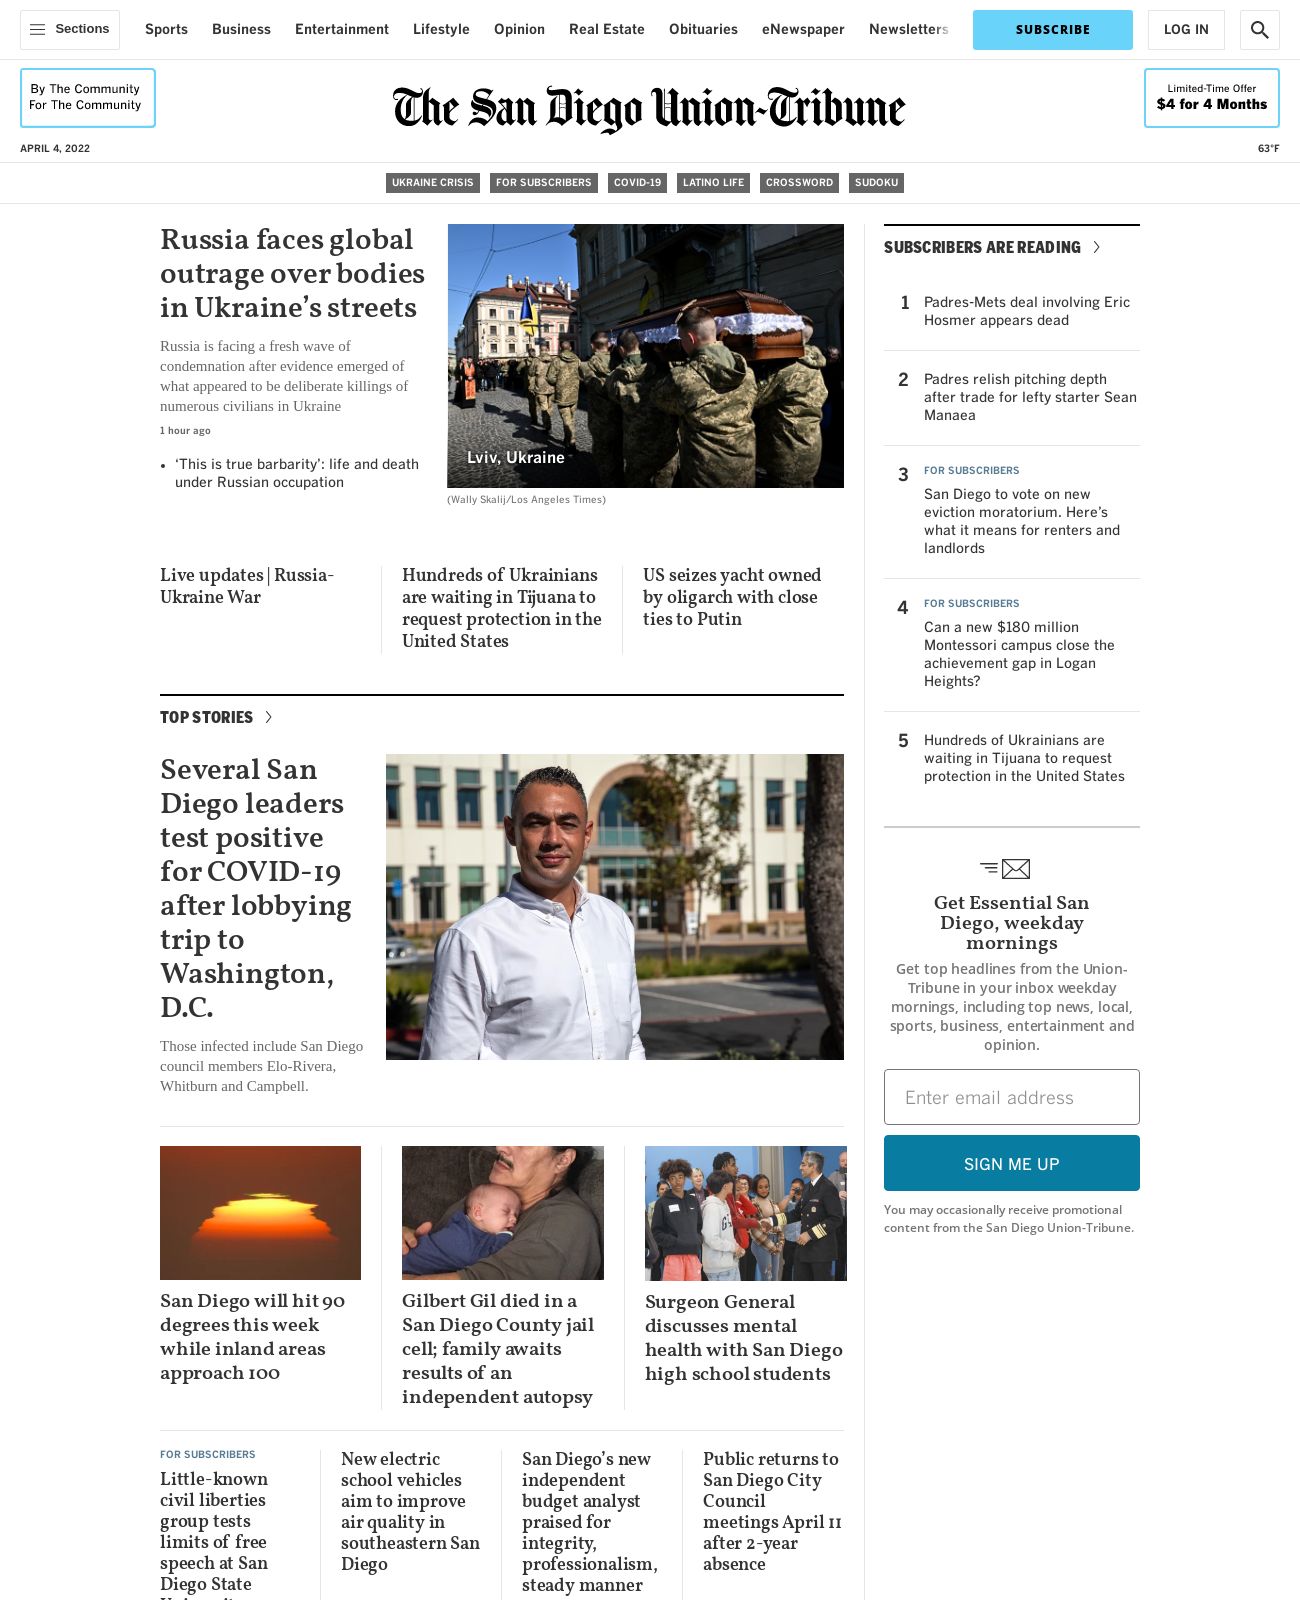 Sections
Sports
Business
Entertainment
Lifestyle
Opinion
Real Estate
Obituaries
eNewspaper
Newsletters
SUBSCRIBE
LOG IN
By The Community
For The Community
The San Diego Union-Tribune
Limited-Time Offer
$4 for 4 Months
APRIL 4, 2022
63°F
UKRAINE CRISIS
FOR SUBSCRIBERS
COVID-19
LATINO LIFE
CROSSWORD
SUDOKU
Russia faces global
outrage over bodies
in Ukraine’s streets
Russia is facing a fresh wave of
condemnation after evidence emerged of
what appeared to be deliberate killings of
numerous civilians in Ukraine
1 hour ago
• ‘This is true barbarity’: life and death
under Russian occupation
Lviv, Ukraine
(Wally Skalij/Los Angeles Times)
Live updates | Russia-
Ukraine War
Hundreds of Ukrainians
are waiting in Tijuana to
request protection in the
United States
US seizes yacht owned
by oligarch with close
ties to Putin
TOP STORIES
Several San
Diego leaders
test positive
for COVID-19
after lobbying
trip to
Washington,
D.C.
Those infected include San Diego
council members Elo-Rivera,
Whitburn and Campbell.
San Diego will hit 90
degrees this week
while inland areas
approach 100
Gilbert Gil died in a
San Diego County jail
cell; family awaits
results of an
independent autopsy
Surgeon General
discusses mental
health with San Diego
high school students
FOR SUBSCRIBERS
Little-known
civil liberties
group tests
limits of free
speech at San
Diego State
New electric
school vehicles
aim to improve
air quality in
southeastern San
Diego
San Diego’s new
independent
budget analyst
praised for
integrity,
professionalism,
steady manner
Public returns to
San Diego City
Council
meetings April 11
after 2-year
absence
SUBSCRIBERS ARE READING
1
Padres-Mets deal involving Eric
Hosmer appears dead
2
Padres relish pitching depth
after trade for lefty starter Sean
Manaea
3
FOR SUBSCRIBERS
San Diego to vote on new
eviction moratorium. Here’s
what it means for renters and
landlords
4
FOR SUBSCRIBERS
Can a new $180 million
Montessori campus close the
achievement gap in Logan
Heights?
5
Hundreds of Ukrainians are
waiting in Tijuana to request
protection in the United States
Get Essential San
Diego, weekday
mornings
Get top headlines from the Union-
Tribune in your inbox weekday
mornings, including top news, local,
sports, business, entertainment and
opinion.
Enter email address
SIGN ME UP
You may occasionally receive promotional
content from the San Diego Union-Tribune.